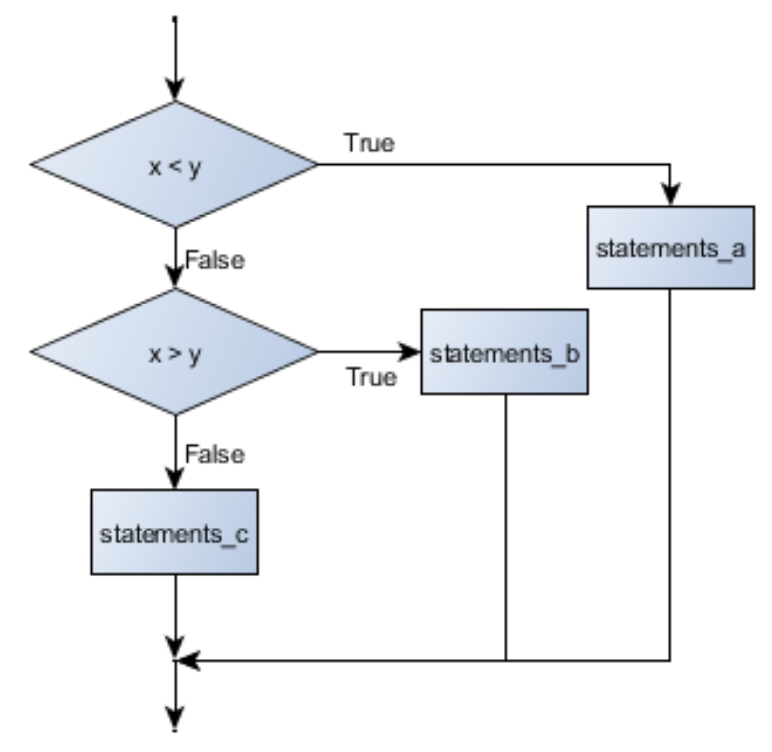 x < y
True
statements_a
False
x > y
True
statements_b
False
statements_c